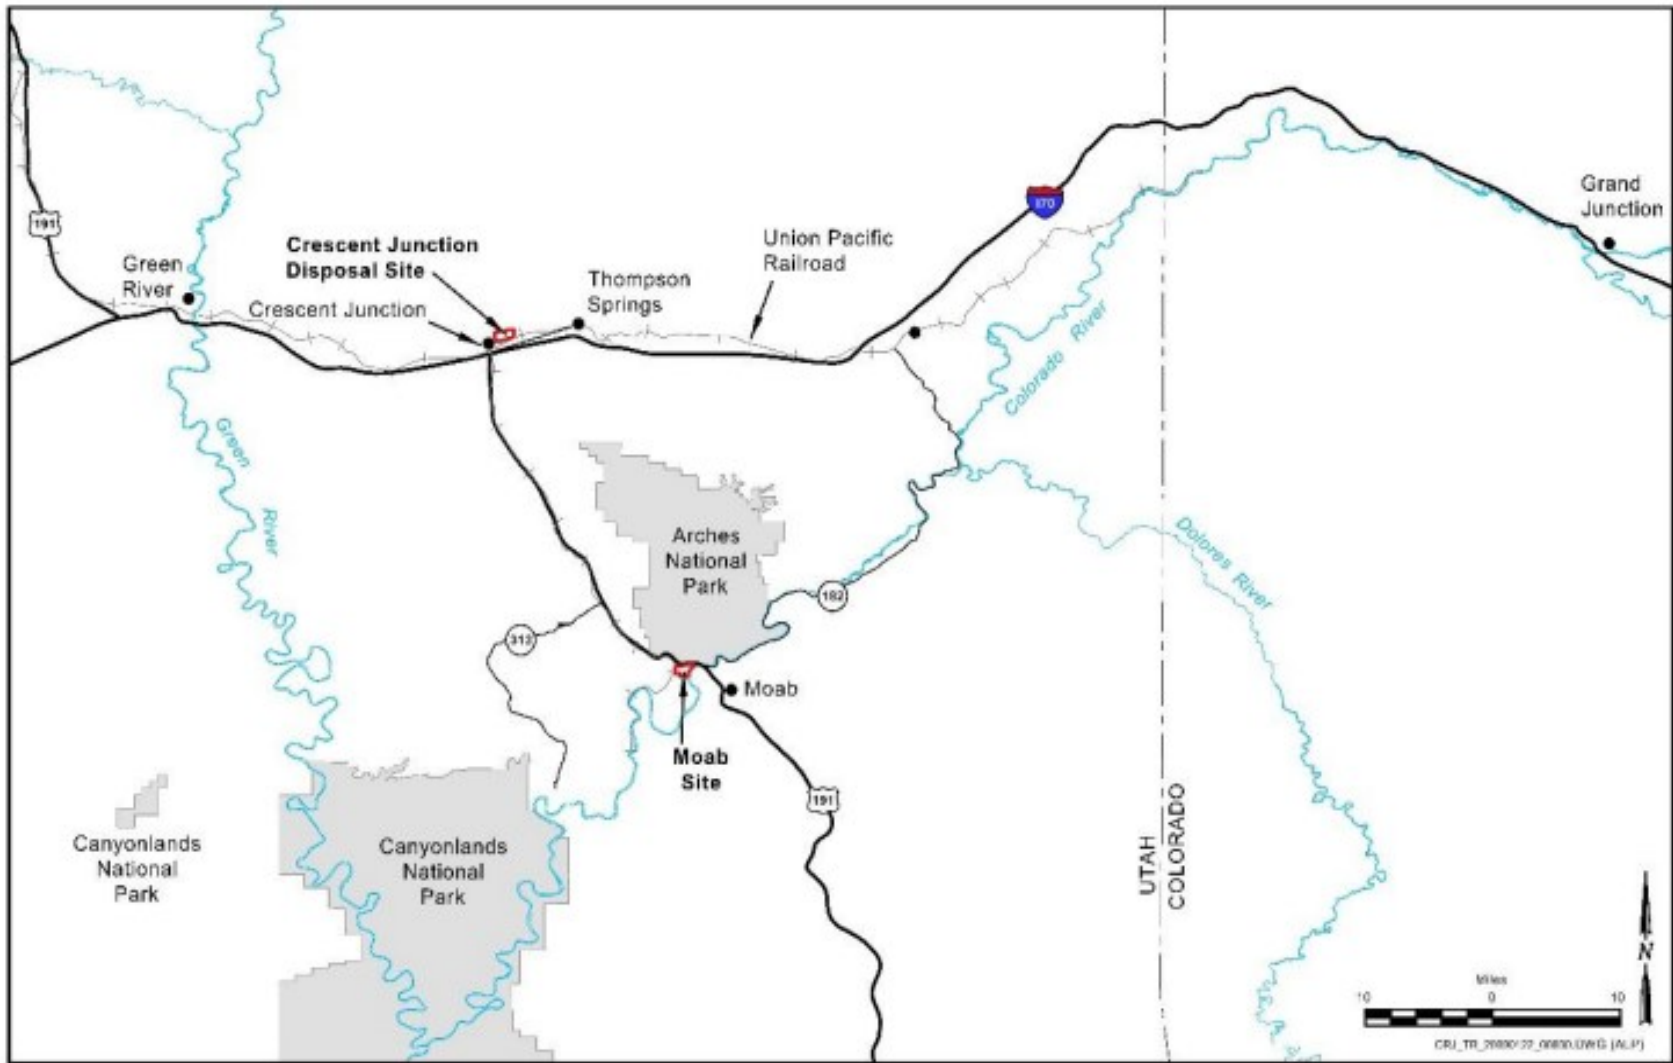 Grand
Junction
191
I70
Crescent Junction
Disposal Site
Union Pacific
Railroad
Green
River
Thompson
Springs
Crescent Junction
Colorado River
Green River
Dolores River
Arches
National
Park
182
313
Moab
Moab
Site
191
UTAH
COLORADO
Canyonlands
National
Park
Canyonlands
National
Park
N
Miles
10 0 10